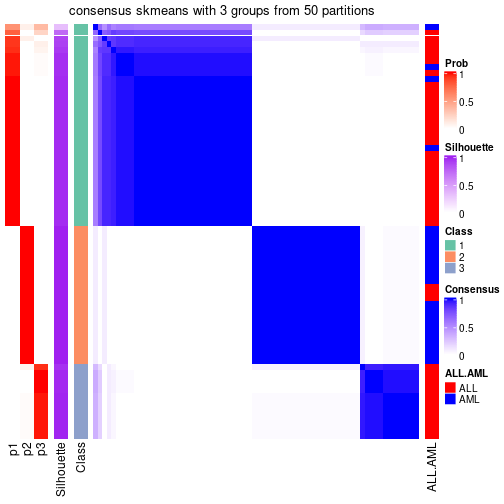 consensus skmeans with 3 groups from 50 partitions
Prob
1
0.5
0
Silhouette
1
0.5
0
Class
1
2
3
Consensus
1
0.5
0
ALL.AML
ALL
AML
p1
p2
p3
Silhouette
Class
ALL.AML